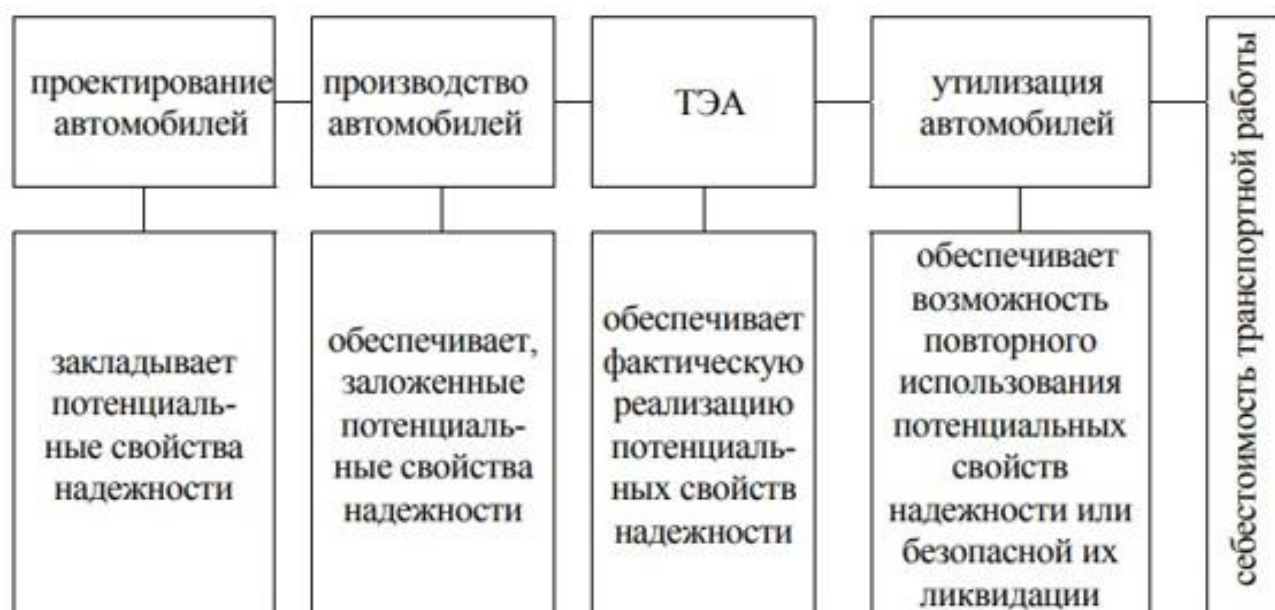 проектирование
автомобилей
производство
автомобилей
ТЭА
утилизация
автомобилей
закладывает
потенциаль-
ные свойства
надежности
обеспечивает,
заложенные
потенциаль-
ные свойства
надежности
обеспечивает
фактическую
реализацию
потенциаль-
ных свойств
надежности
обеспечивает
возможность
повторного
использования
потенциальных
свойств
надежности или
безопасной их
ликвидации
себестоимость транспортной работы